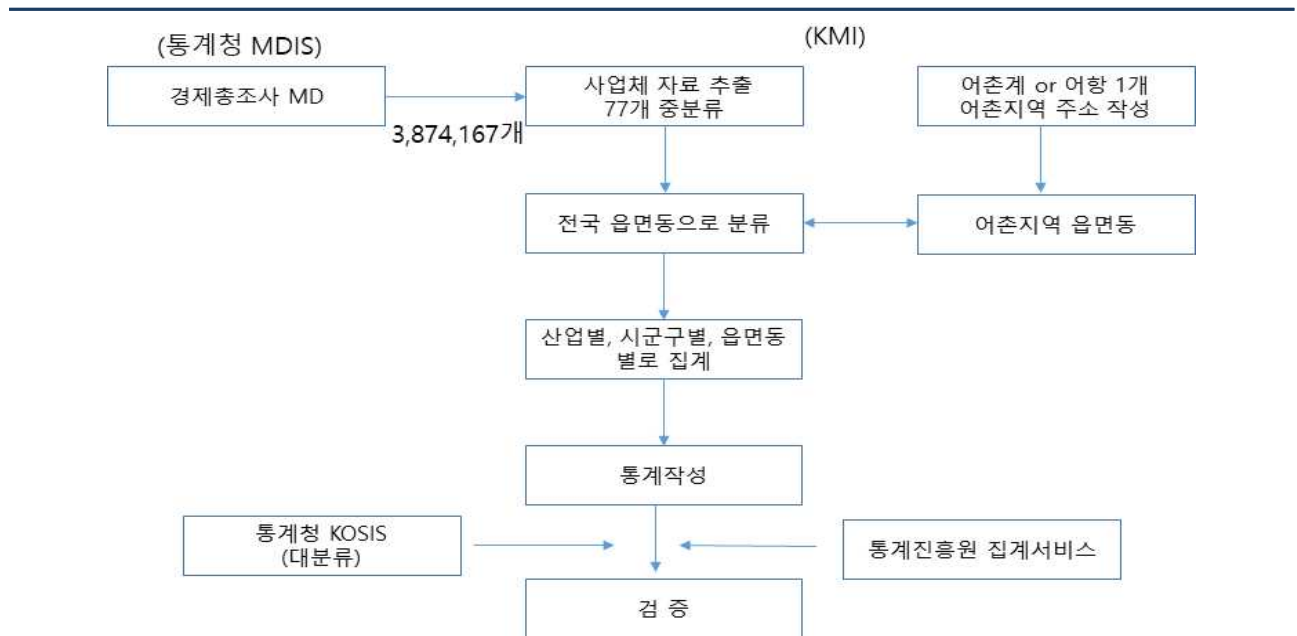 (통계청 MDIS)
(KMI)
경제총조사 MD
3,874,167개
사업체 자료 추출
77개 중분류
어촌계 or 어항 1개
어촌지역 주소 작성
전국 읍면동으로 분류
어촌지역 읍면동
산업별, 시군구별, 읍면동
별로 집계
통계작성
통계청 KOSIS
(대분류)
통계진흥원 집계서비스
검 증